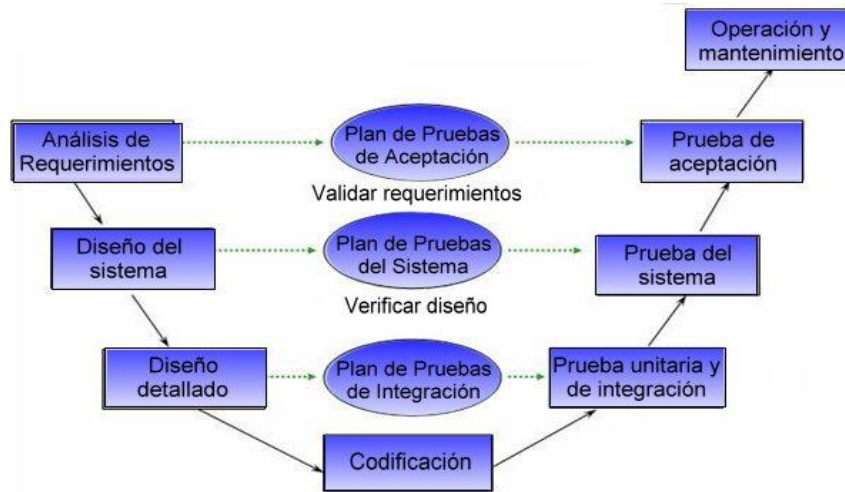 Operación y
mantenimiento
Análisis de
Requerimientos
Plan de Pruebas
de Aceptación
Prueba de
aceptación
Validar requerimientos
Diseño del
sistema
Plan de Pruebas
del Sistema
Prueba del
sistema
Verificar diseño
Diseño
detallado
Plan de Pruebas
de Integración
Prueba unitaria y
de integración
Codificación